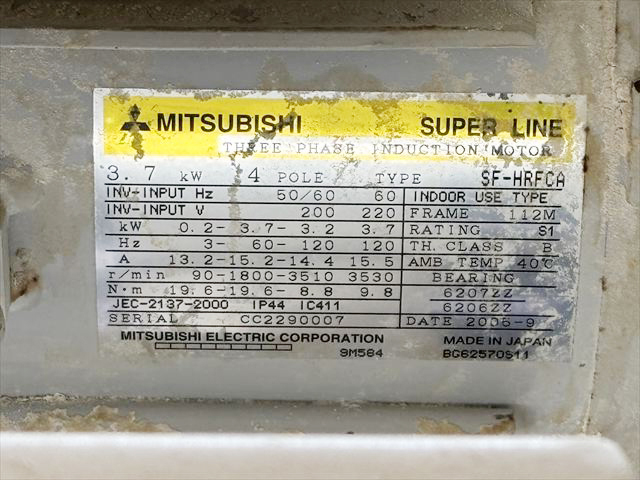 MITSUBISHI SUPER LINE
THREE PHASE INDUCTION MOTOR
3.7 kW 4 POLE TYPE SF-HRFCA
INV-INPUT Hz 50/60 60 INDOOR USE TYPE
INV-INPUT V 200 220 FRAME 112M
kW 0.2- 3.7- 3.2 3.7 RATING S1
Hz 3- 60-120 120 TH. CLASS B
A 13.2-15.2-14.4 15.5 AMB TEMP 40℃
r/min 90-1800-3510 3530 BEARING
N·m 19.6-19.6- 8.8 9.8 6207ZZ
JEC-2137-2000 IP44 IC411 6206ZZ
SERIAL CC2290007 DATE 2006-9
MITSUBISHI ELECTRIC CORPORATION MADE IN JAPAN
9M584 BG62570S11